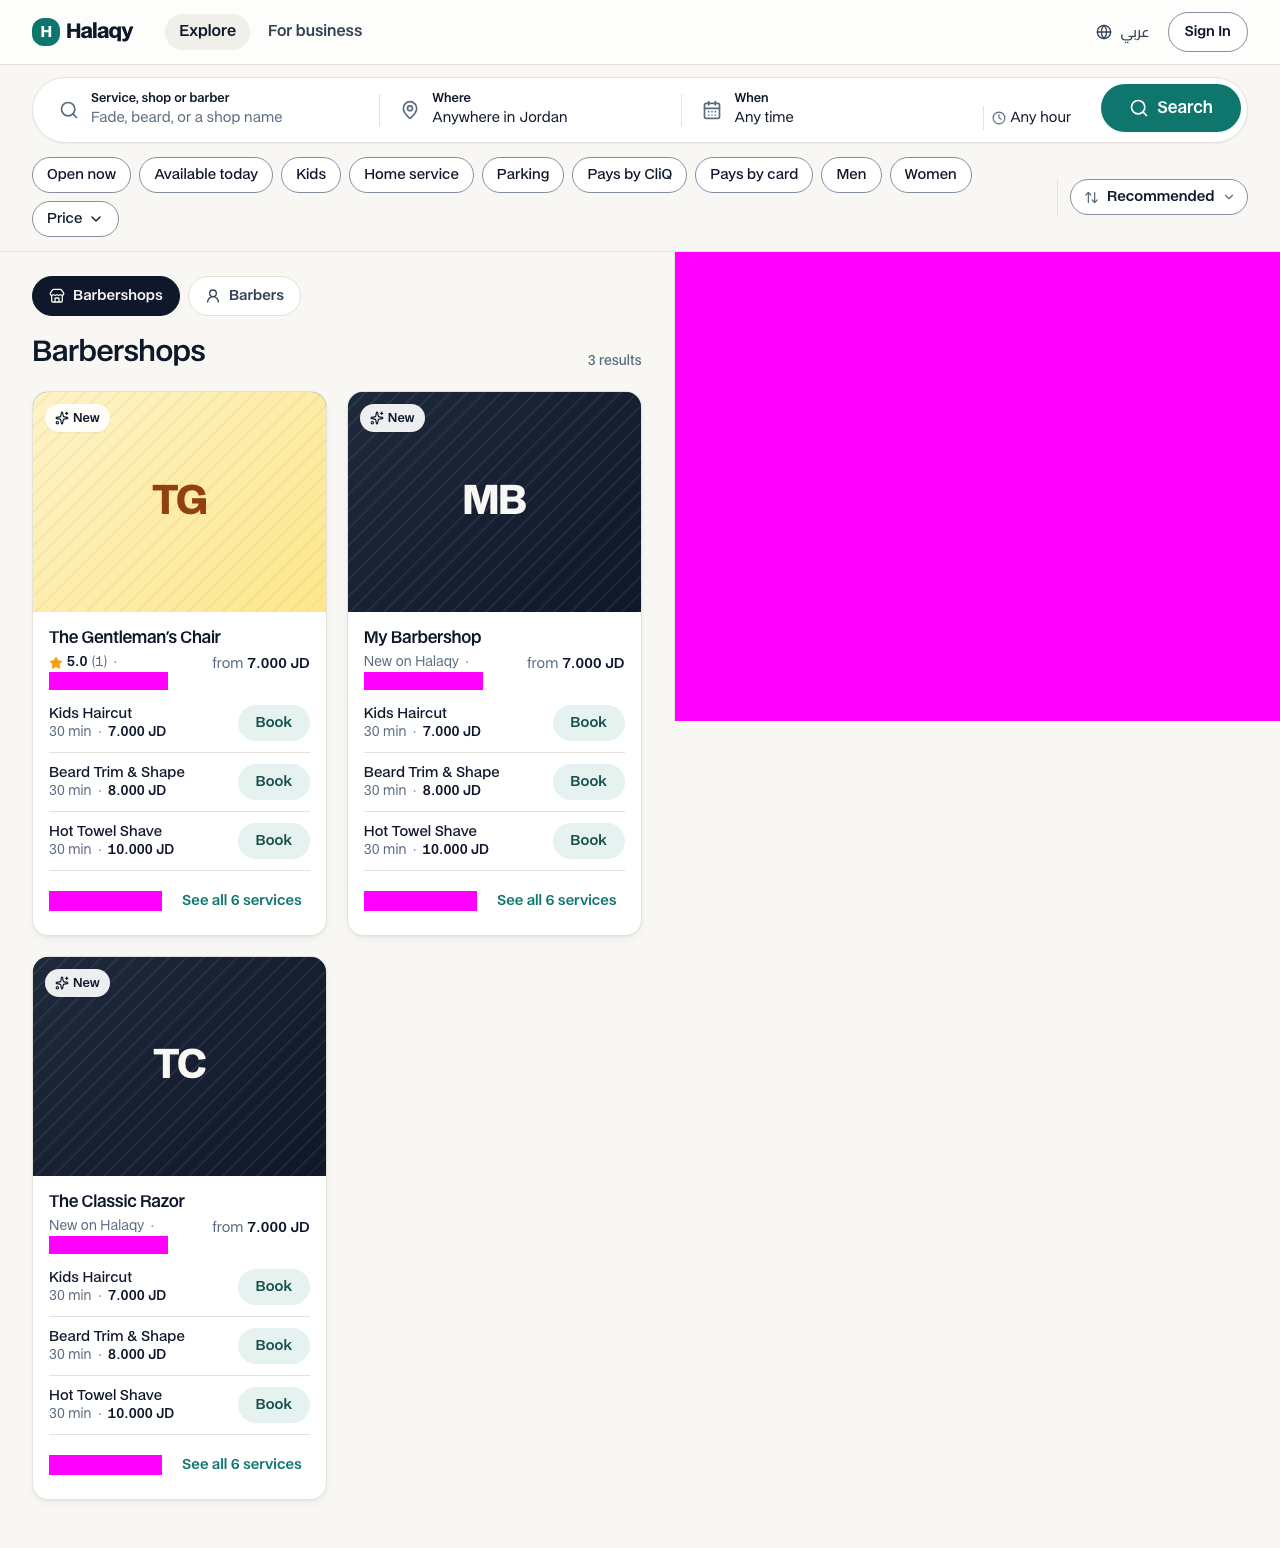 H Halaqy
Explore
For business
عربي
Sign In
Service, shop or barber
Fade, beard, or a shop name
Where
Anywhere in Jordan
When
Any time
Any hour
Search
Open now
Available today
Kids
Home service
Parking
Pays by CliQ
Pays by card
Men
Women
Price
Recommended
Barbershops
Barbers
Barbershops
3 results
New
TG
The Gentleman's Chair
5.0 (1) ·
from 7.000 JD
Kids Haircut
30 min · 7.000 JD
Book
Beard Trim & Shape
30 min · 8.000 JD
Book
Hot Towel Shave
30 min · 10.000 JD
Book
See all 6 services
New
MB
My Barbershop
New on Halaqy ·
from 7.000 JD
Kids Haircut
30 min · 7.000 JD
Book
Beard Trim & Shape
30 min · 8.000 JD
Book
Hot Towel Shave
30 min · 10.000 JD
Book
See all 6 services
New
TC
The Classic Razor
New on Halaqy ·
from 7.000 JD
Kids Haircut
30 min · 7.000 JD
Book
Beard Trim & Shape
30 min · 8.000 JD
Book
Hot Towel Shave
30 min · 10.000 JD
Book
See all 6 services